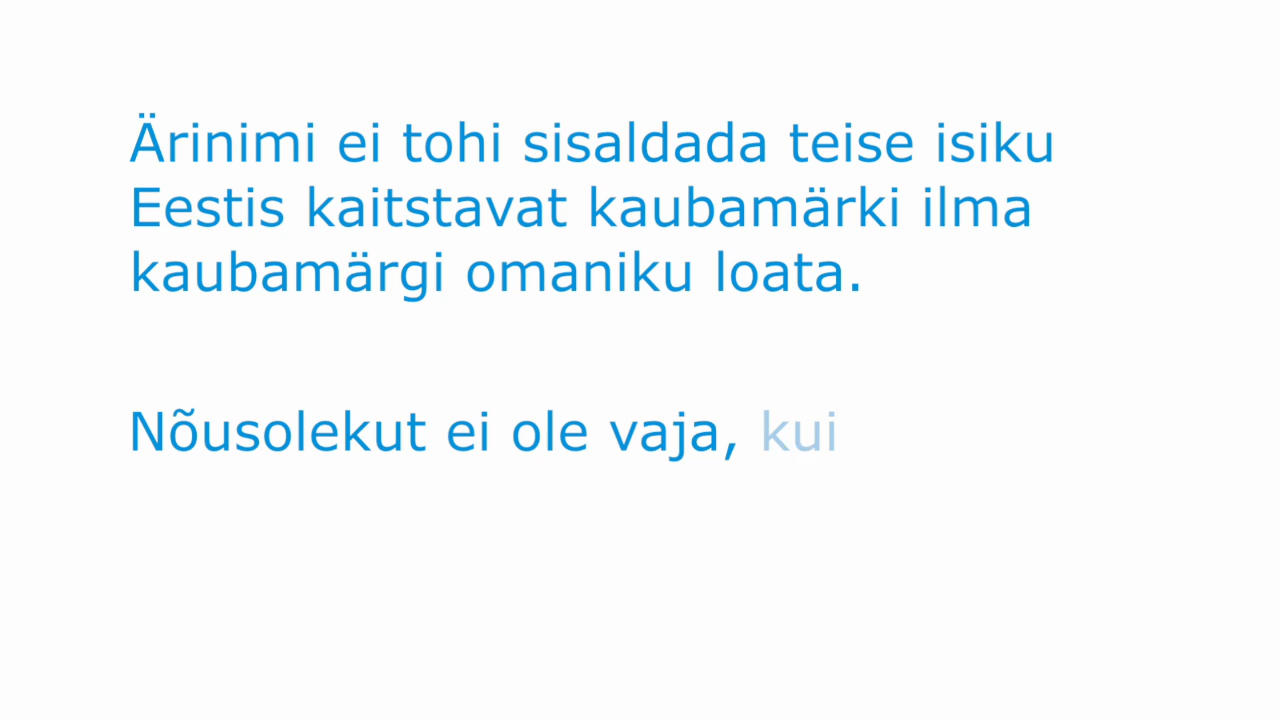 Ärinimi ei tohi sisaldada teise isiku
Eestis kaitstavat kaubamärki ilma
kaubamärgi omaniku loata.
Nõusolekut ei ole vaja, kui